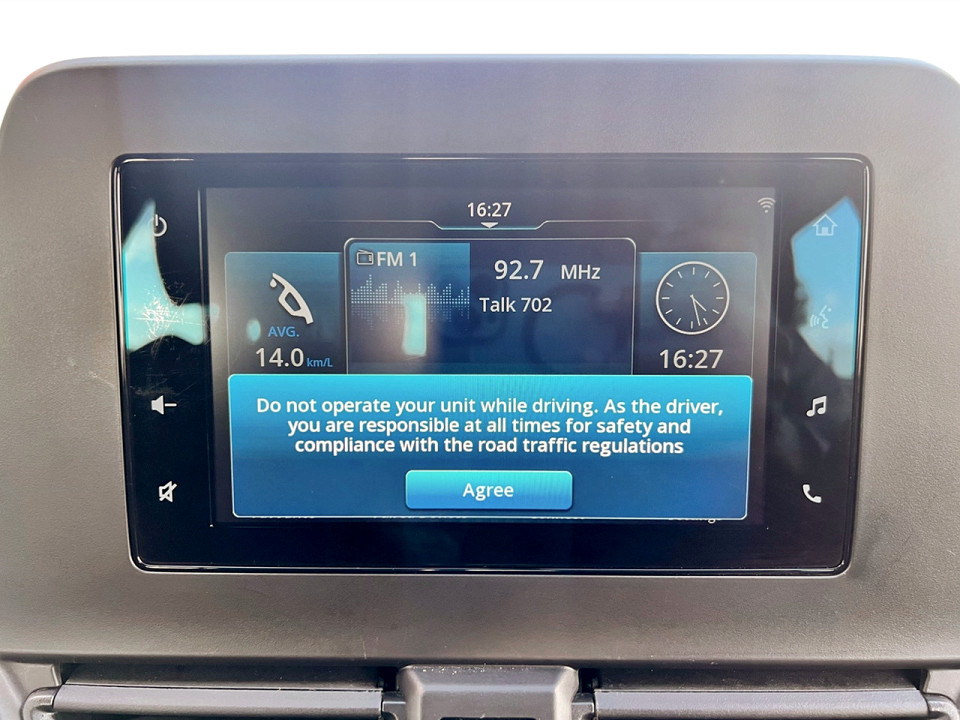 16:27
FM 1
92.7 MHz
Talk 702
AVG.
14.0 km/L
16:27
Do not operate your unit while driving. As the driver,
you are responsible at all times for safety and
compliance with the road traffic regulations
Agree